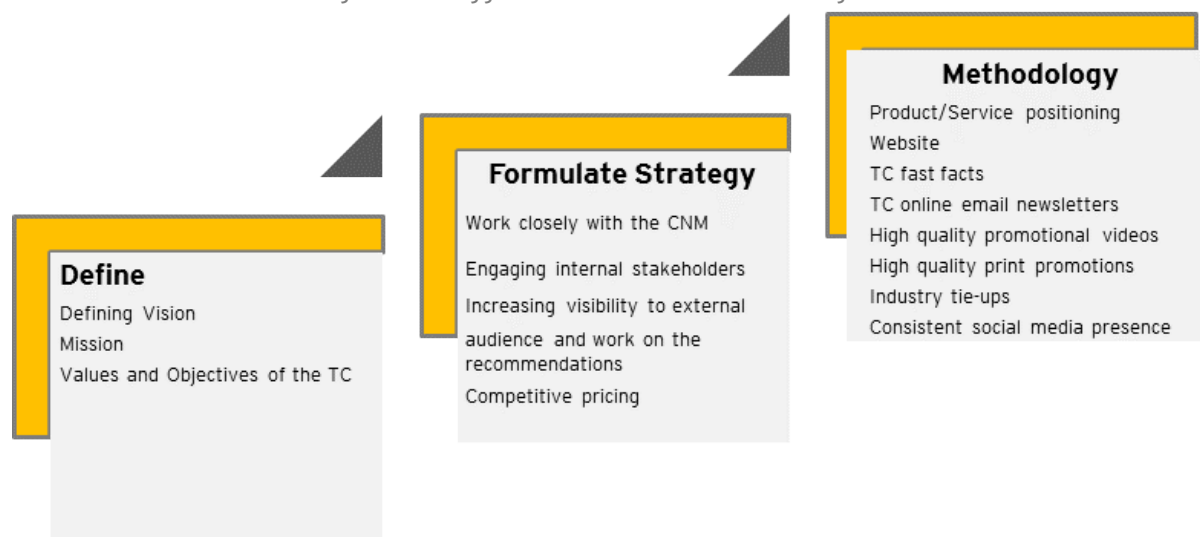 Define
Defining Vision
Mission
Values and Objectives of the TC
Formulate Strategy
Work closely with the CNM
Engaging internal stakeholders
Increasing visibility to external
audience and work on the
recommendations
Competitive pricing
Methodology
Product/Service positioning
Website
TC fast facts
TC online email newsletters
High quality promotional videos
High quality print promotions
Industry tie-ups
Consistent social media presence